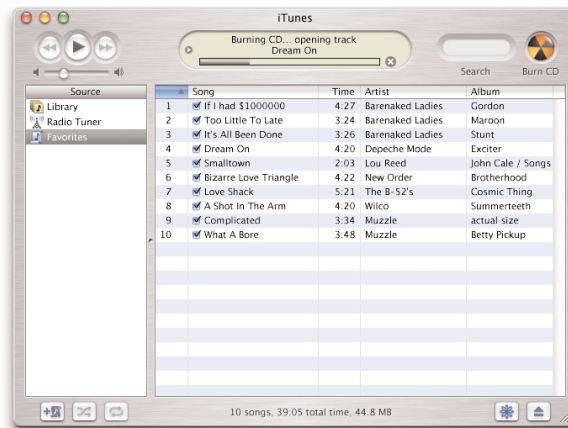 iTunes
Burning CD... opening track
Dream On
Search
Burn CD
Source
Library
Radio Tuner
Favorites
Song Time Artist Album
1 If I had $1000000 4:27 Barenaked Ladies Gordon
2 Too Little To Late 3:24 Barenaked Ladies Maroon
3 It's All Been Done 3:26 Barenaked Ladies Stunt
4 Dream On 4:20 Depeche Mode Exciter
5 Smalltown 2:03 Lou Reed John Cale / Songs
6 Bizarre Love Triangle 4:22 New Order Brotherhood
7 Love Shack 5:21 The B-52's Cosmic Thing
8 A Shot In The Arm 4:20 Wilco Summerteeth
9 Complicated 3:34 Muzzle actual size
10 What A Bore 3:48 Muzzle Betty Pickup
10 songs, 39:05 total time, 44.8 MB